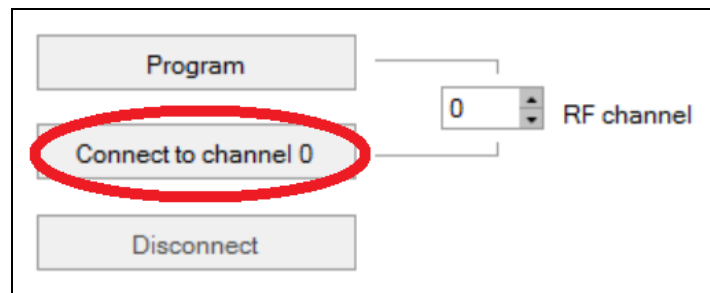 Program
0
RF channel
Connect to channel 0
Disconnect